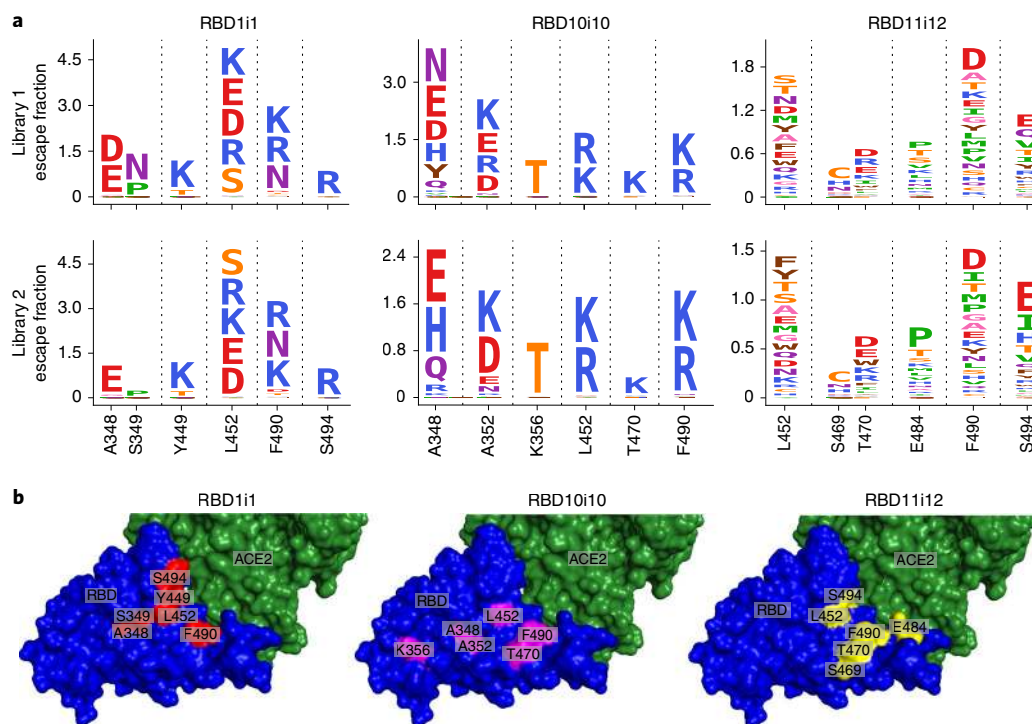 a
RBD1i1
RBD10i10
RBD11i12
Library 1
escape fraction
4.5
3.0
1.5
0
D
E
N
P
K
T
K
E
D
R
S
K
R
N
R
3.0
1.5
0
N
E
D
H
Y
Q
K
E
R
D
T
R
K
K
K
R
1.8
1.2
0.6
0
S
T
N
D
M
Y
A
F
E
W
Q
K
C
D
R
E
P
T
S
D
A
T
K
E
I
G
Y
L
M
P
V
N
S
H
E
Library 2
escape fraction
4.5
3.0
1.5
0
E
P
K
T
S
R
K
E
D
R
N
K
R
2.4
1.6
0.8
0
E
H
Q
R
K
D
E
N
T
K
R
K
K
R
1.5
1.0
0.5
0
F
Y
T
S
A
E
M
G
W
Q
D
N
K
C
D
E
W
K
R
P
T
S
D
I
T
M
P
G
A
E
K
Y
N
E
I
H
T
V
A348
S349
Y449
L452
F490
S494
A348
A352
K356
L452
T470
F490
L452
S469
T470
E484
F490
S494
b
RBD1i1
RBD10i10
RBD11i12
ACE2
S494
RBD
Y449
S349
L452
A348
F490
ACE2
RBD
L452
A348
F490
A352
K356
T470
ACE2
S494
RBD
L452
E484
F490
T470
S469